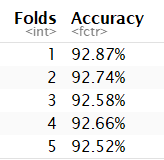 Folds Accuracy
<int> <fctr>
1 92.87%
2 92.74%
3 92.58%
4 92.66%
5 92.52%